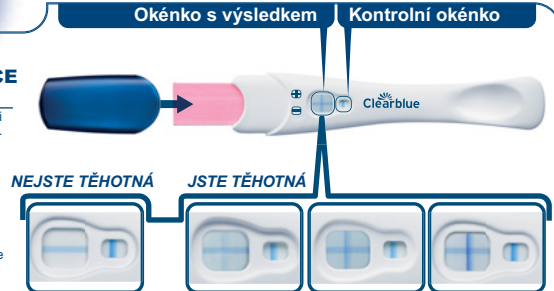 Okénko s výsledkem
Kontrolní okénko
CE
i
Clearblue
NEJSTE TĚHOTNÁ
JSTE TĚHOTNÁ
e